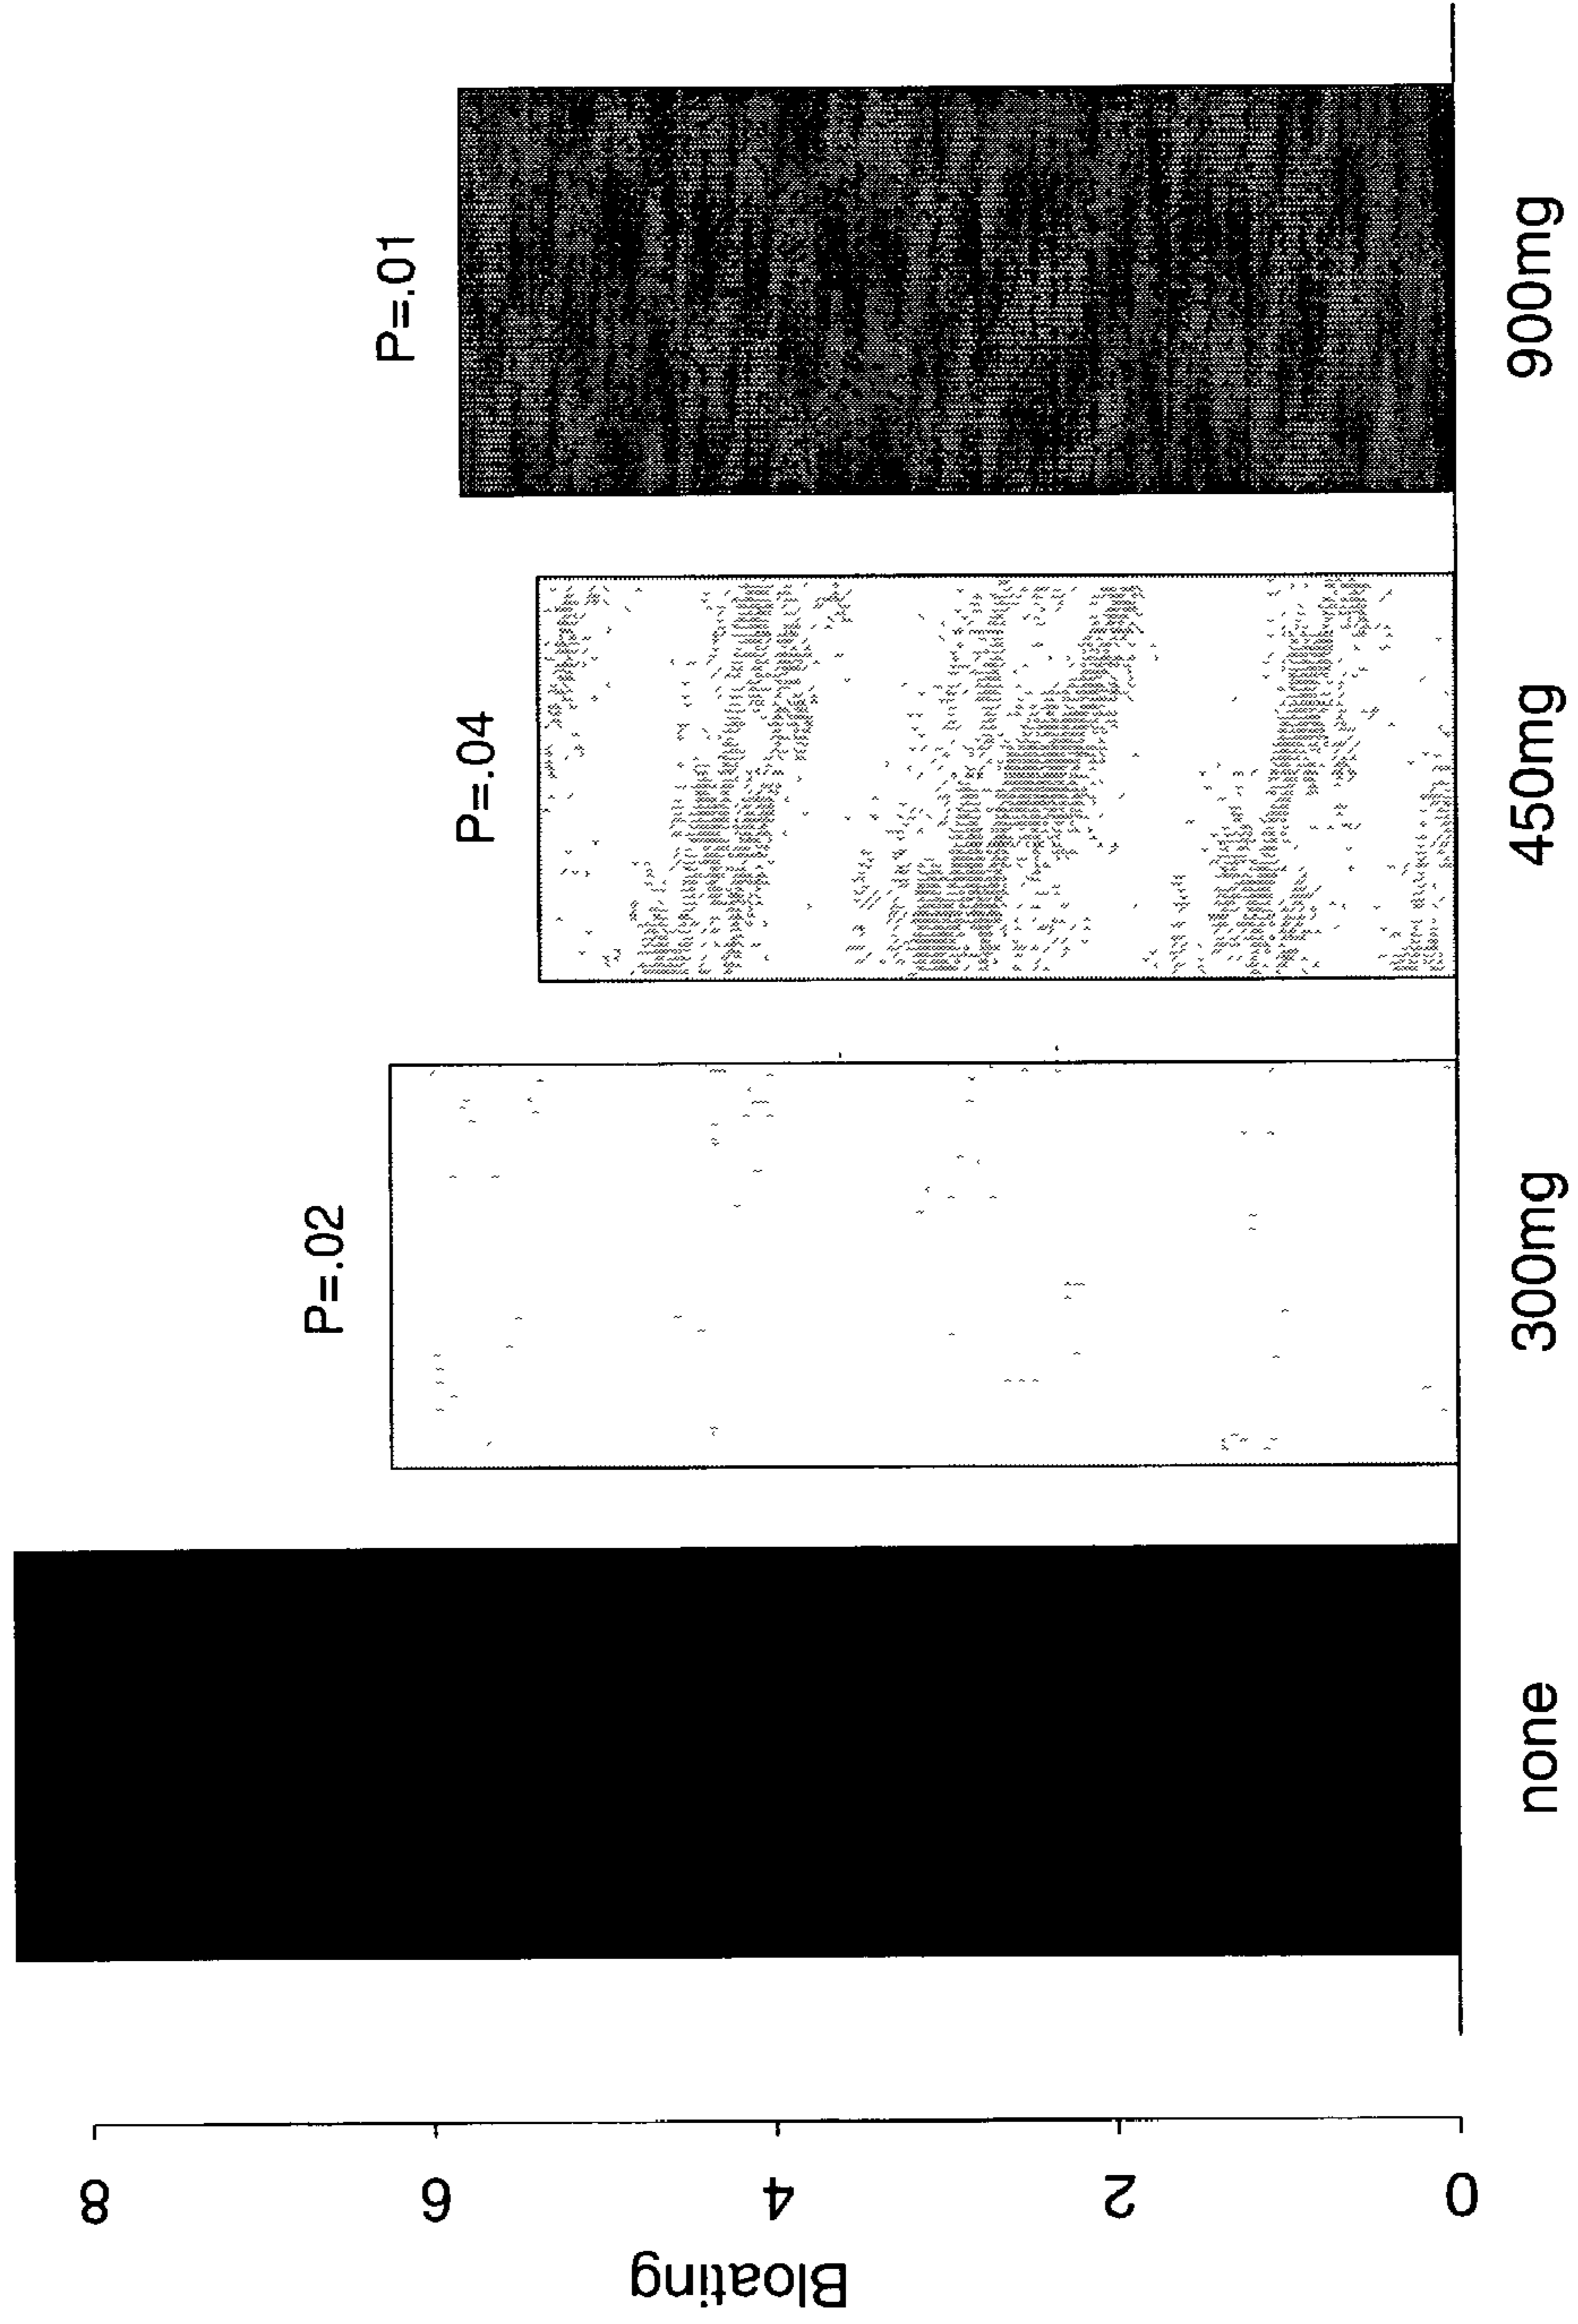 Bloating
8
6
4
2
0
P=.02
P=.04
P=.01
none
300mg
450mg
900mg